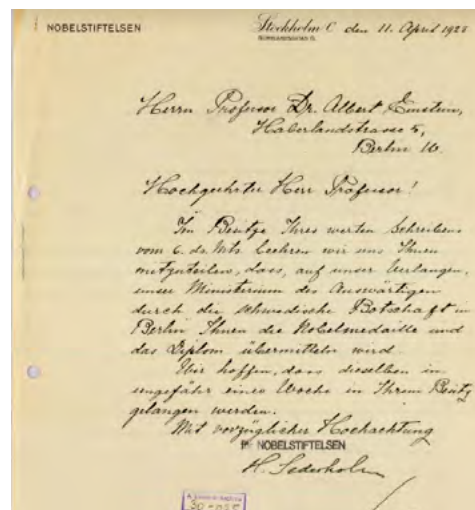 NOBELSTIFTELSEN
Stockholm C. den 11. April 1923
Herrn Professor Dr. Albert Einstein,
Haberlandstrasse 5,
Berlin W.
Hochgeehrter Herr Professor!
Im Besitze Ihres werten Schreibens
vom 6. ds. Mts. beehren wir uns Ihnen
mitzuteilen, dass, auf unser Verlangen,
unser Ministerium des Auswärtigen
durch die schwedische Botschaft in
Berlin Ihnen die Nobelmedaille und
das Diplom übermitteln wird
Wir hoffen, dass dieselben in
ungefähr einer Woche in Ihrem Besitz
gelangen werden.
Mit vorzüglicher Hochachtung
NOBELSTIFTELSEN
H. Sederholm